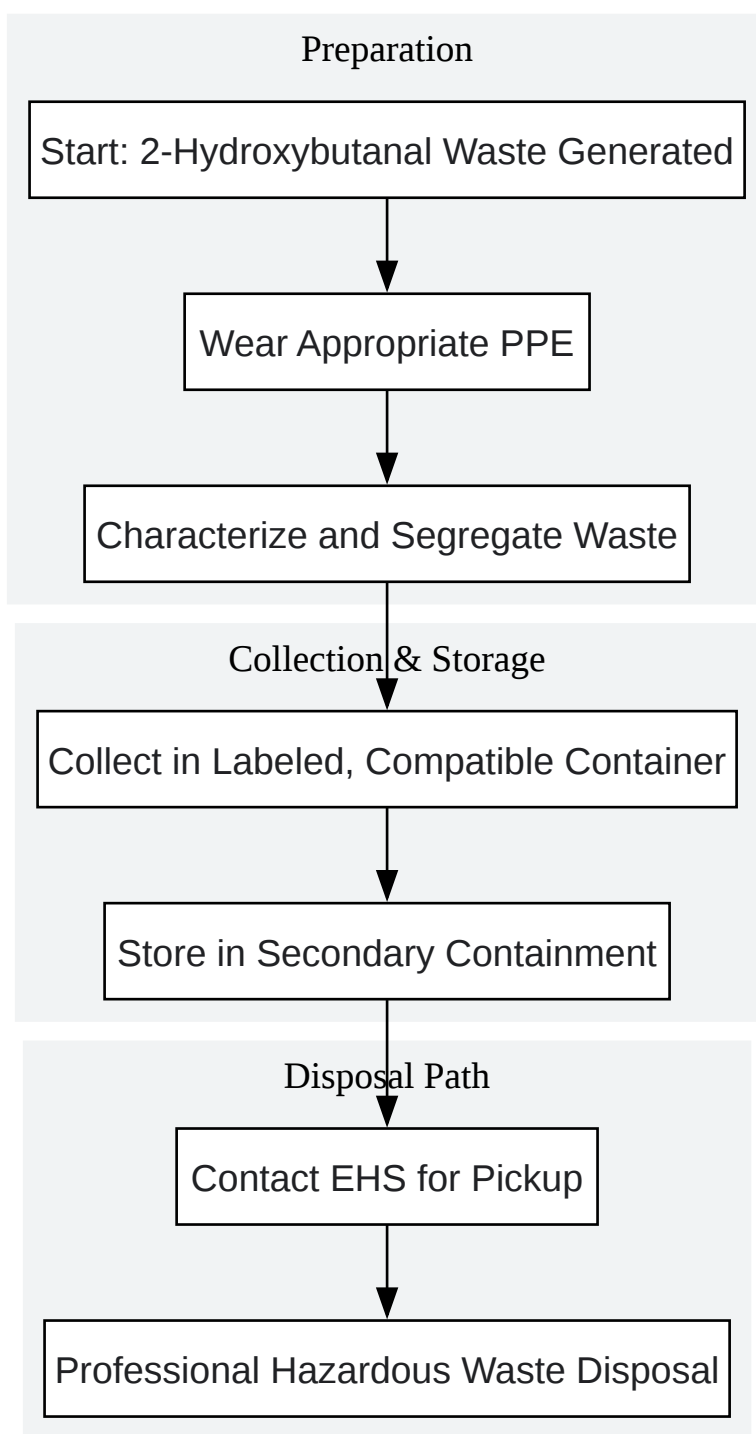 Preparation
Start: 2-Hydroxybutanal Waste Generated
Wear Appropriate PPE
Characterize and Segregate Waste
Collection & Storage
Collect in Labeled, Compatible Container
Store in Secondary Containment
Disposal Path
Contact EHS for Pickup
Professional Hazardous Waste Disposal